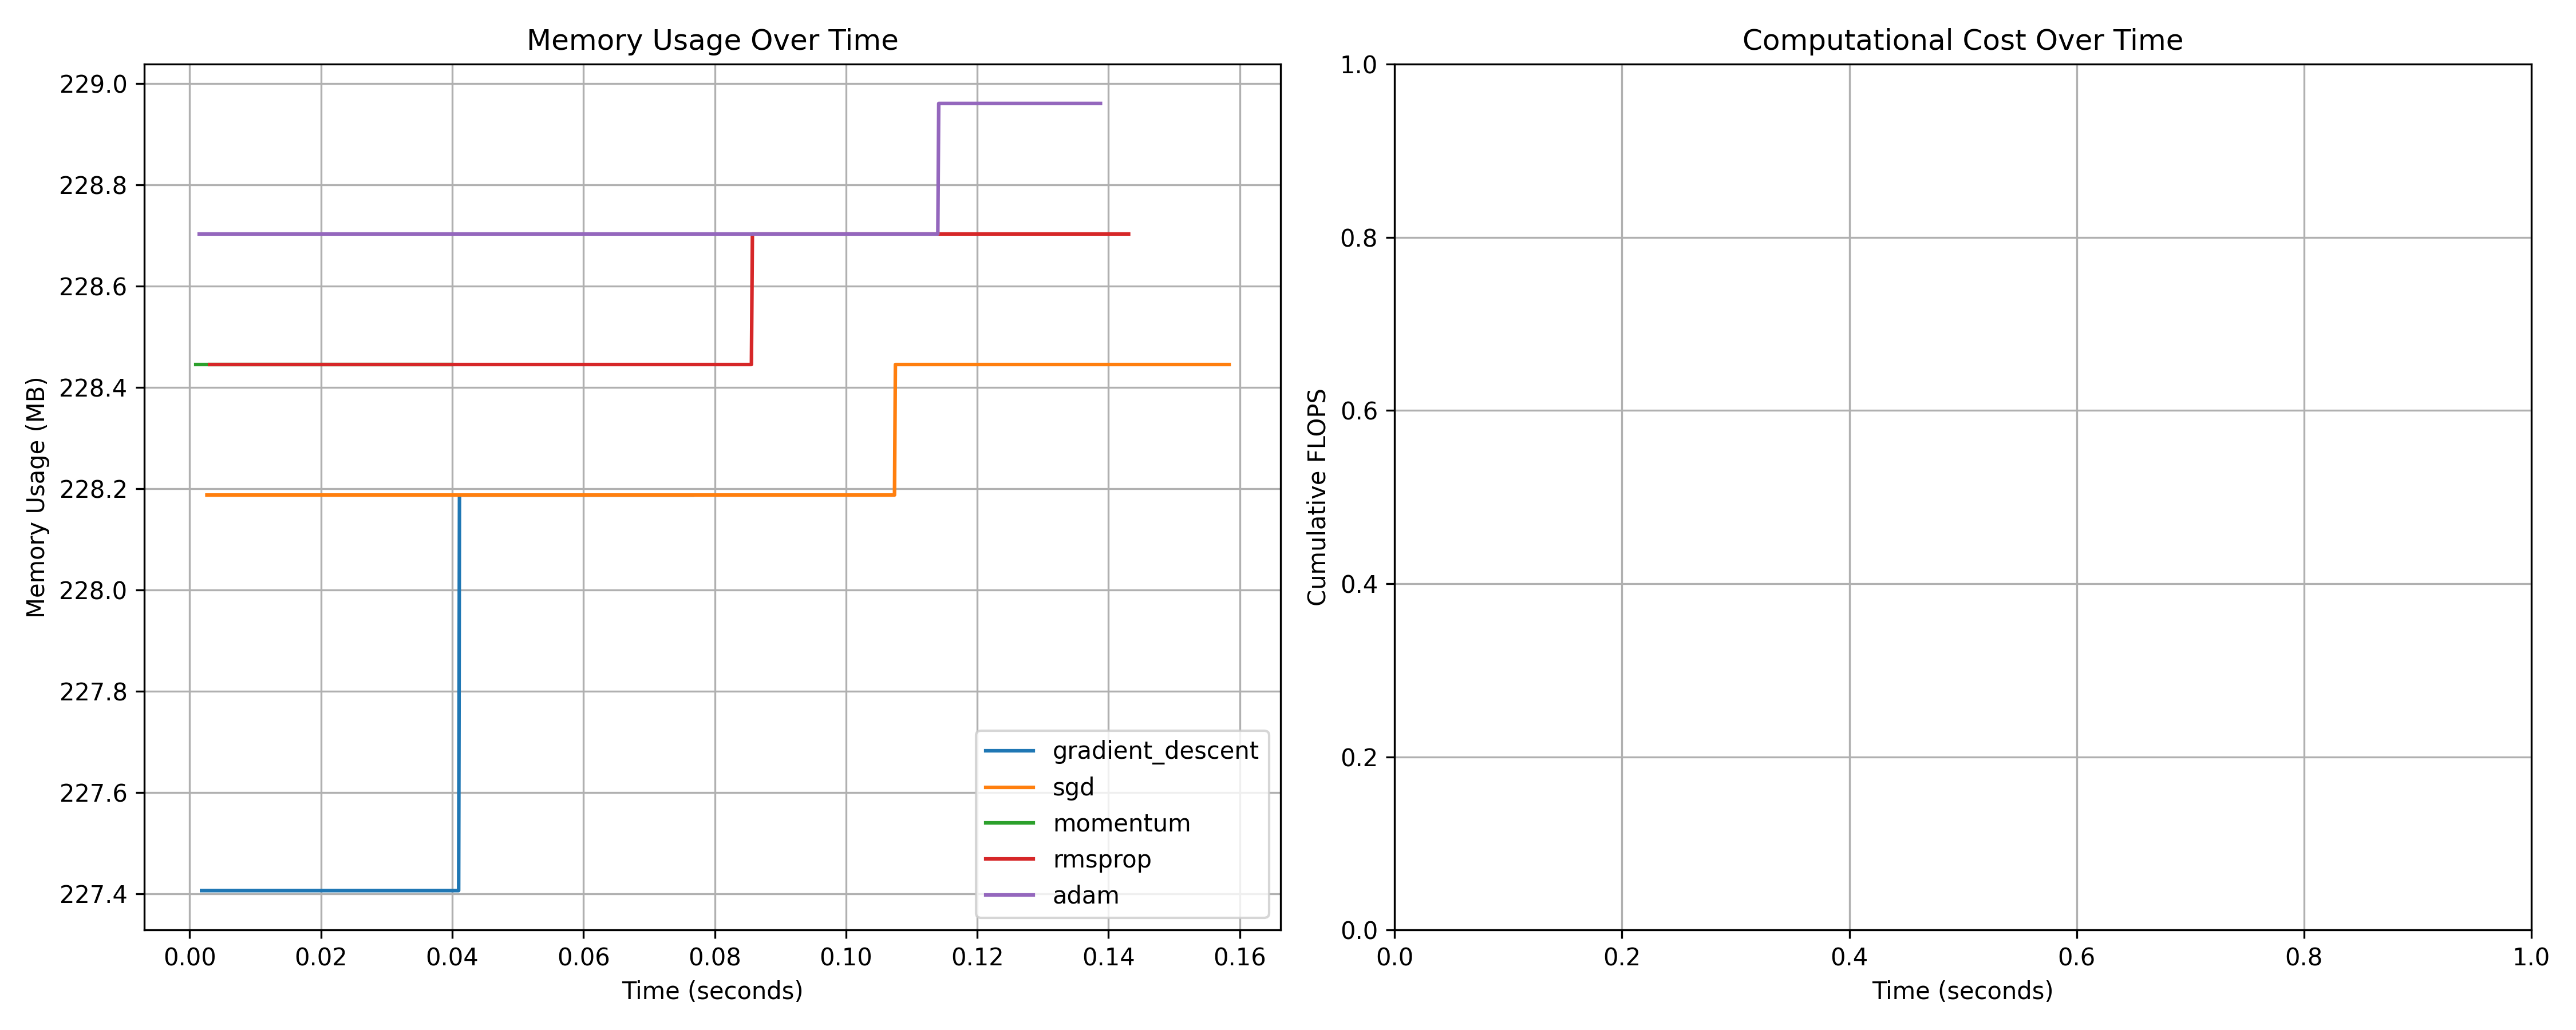 Memory Usage Over Time
Memory Usage (MB)
229.0
228.8
228.6
228.4
228.2
228.0
227.8
227.6
227.4
0.00 0.02 0.04 0.06 0.08 0.10 0.12 0.14 0.16
Time (seconds)
gradient_descent
sgd
momentum
rmsprop
adam
Computational Cost Over Time
Cumulative FLOPS
1.0
0.8
0.6
0.4
0.2
0.0
0.0 0.2 0.4 0.6 0.8 1.0
Time (seconds)